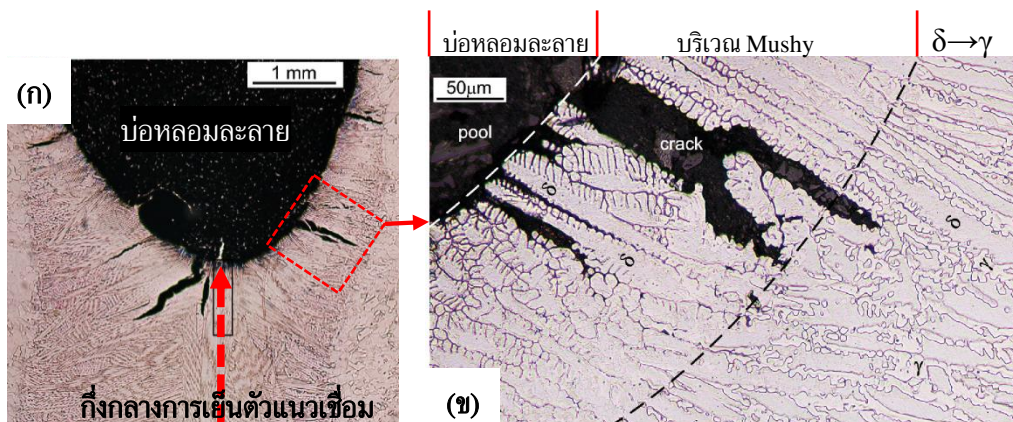 (ก)
1 mm
บ่อหลอมละลาย
กึ่งกลางการเย็นตัวแนวเชื่อม
บ่อหลอมละลาย
บริเวณ Mushy
δ→γ
50μm
pool
crack
δ
δ
δ
γ
γ
(ข)